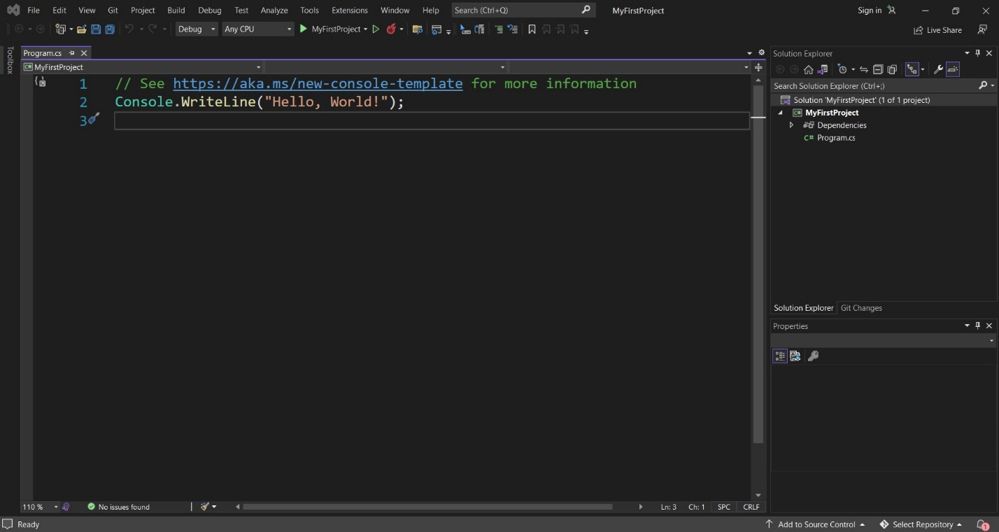 File Edit View Git Project Build Debug Test Analyze Tools Extensions Window Help Search (Ctrl+Q) MyFirstProject Sign in
Debug Any CPU MyFirstProject Live Share
Toolbox
Program.cs
MyFirstProject
1 // See https://aka.ms/new-console-template for more information
2 Console.WriteLine("Hello, World!");
3
Solution Explorer
Search Solution Explorer (Ctrl+;)
Solution 'MyFirstProject' (1 of 1 project)
MyFirstProject
Dependencies
C# Program.cs
Solution Explorer Git Changes
Properties
110 % No issues found Ln: 3 Ch: 1 SPC CRLF
Ready Add to Source Control Select Repository 1